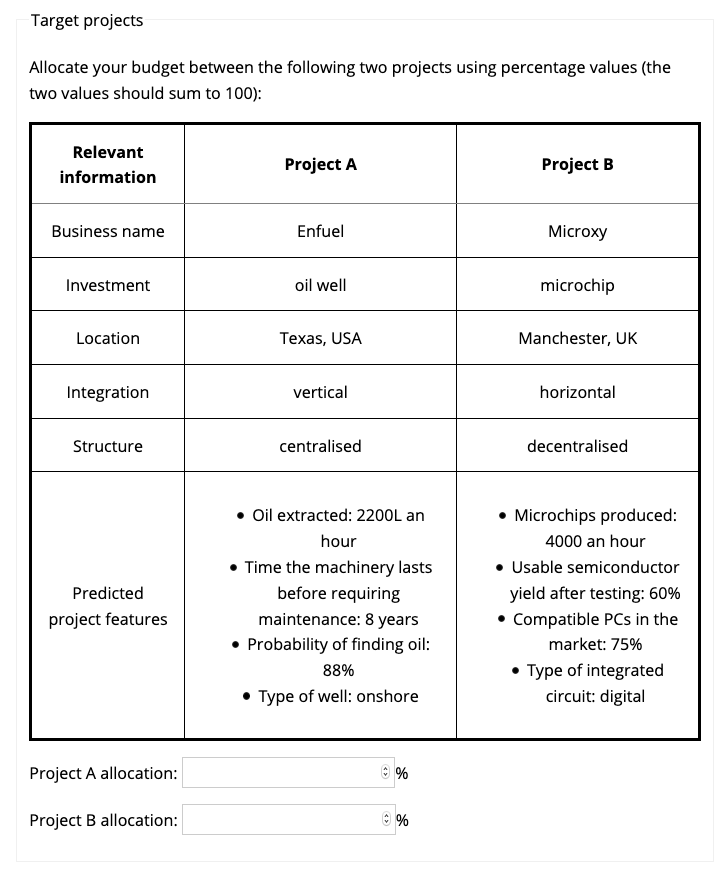 Target projects
Allocate your budget between the following two projects using percentage values (the
two values should sum to 100):
Relevant
information
Project A
Project B
Business name
Enfuel
Microxy
Investment
oil well
microchip
Location
Texas, USA
Manchester, UK
Integration
vertical
horizontal
Structure
centralised
decentralised
Predicted
project features
• Oil extracted: 2200L an
hour
• Time the machinery lasts
before requiring
maintenance: 8 years
• Probability of finding oil:
88%
• Type of well: onshore
• Microchips produced:
4000 an hour
• Usable semiconductor
yield after testing: 60%
• Compatible PCs in the
market: 75%
• Type of integrated
circuit: digital
Project A allocation: %
Project B allocation: %